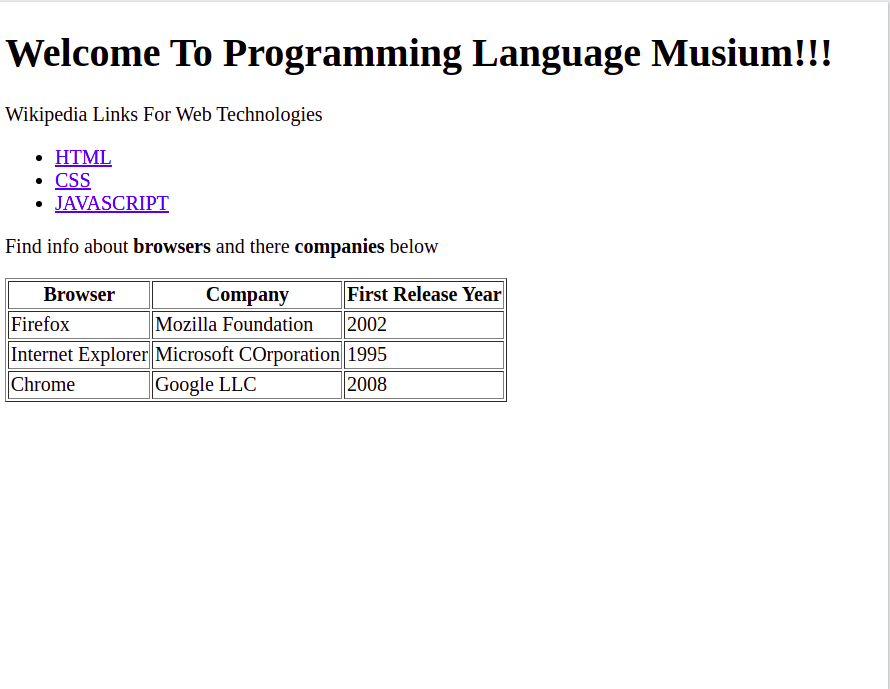 Welcome To Programming Language Musium!!!
Wikipedia Links For Web Technologies
HTML
CSS
JAVASCRIPT
Find info about browsers and there companies below
Browser Company First Release Year
Firefox Mozilla Foundation 2002
Internet Explorer Microsoft COrporation 1995
Chrome Google LLC 2008